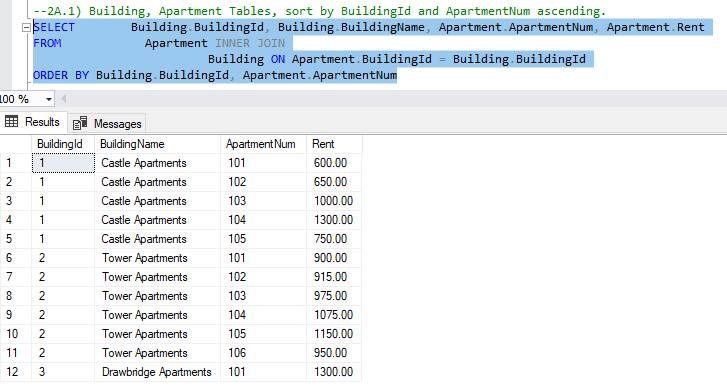 --2A.1) Building, Apartment Tables, sort by BuildingId and ApartmentNum ascending.
SELECT Building.BuildingId, Building.BuildingName, Apartment.ApartmentNum, Apartment.Rent
FROM Apartment INNER JOIN
Building ON Apartment.BuildingId = Building.BuildingId
ORDER BY Building.BuildingId, Apartment.ApartmentNum
100 %
Results Messages
BuildingId BuildingName ApartmentNum Rent
1 1 Castle Apartments 101 600.00
2 1 Castle Apartments 102 650.00
3 1 Castle Apartments 103 1000.00
4 1 Castle Apartments 104 1300.00
5 1 Castle Apartments 105 750.00
6 2 Tower Apartments 101 900.00
7 2 Tower Apartments 102 915.00
8 2 Tower Apartments 103 975.00
9 2 Tower Apartments 104 1075.00
10 2 Tower Apartments 105 1150.00
11 2 Tower Apartments 106 950.00
12 3 Drawbridge Apartments 101 1300.00